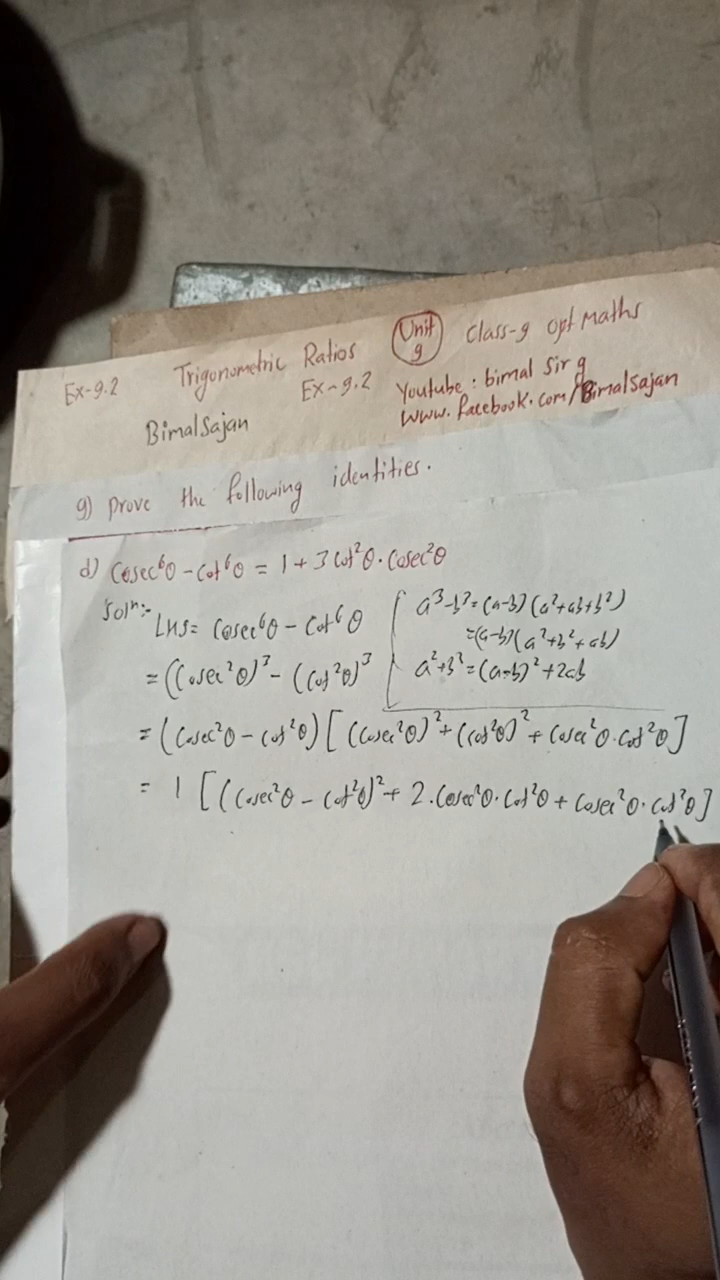 Ex-9.2 Trigonometric Ratios Unit 9 Class-9 opt Maths
Ex-9.2 Youtube : bimal sir g
BimalSajan www.facebook.com/BimalSajan
9) prove the following identities.
d) Cosec⁶θ - cot⁶θ = 1 + 3 Cot²θ. Cosec²θ
Solⁿ:- LHS = Cosec⁶θ - Cot⁶θ
a³-b³ = (a-b) (a²+ab+b²)
= (a-b) (a²+b²+ab)
= (Cosec²θ)³ - (Cot²θ)³
a²+b² = (a-b)² + 2ab
= (Cosec²θ - cot²θ) [ (Cosec²θ)² + (cot²θ)² + Cosec²θ.Cot²θ ]
= 1 [ (Cosec²θ - Cot²θ)² + 2.Cosec²θ.Cot²θ + Cosec²θ.Cot²θ ]